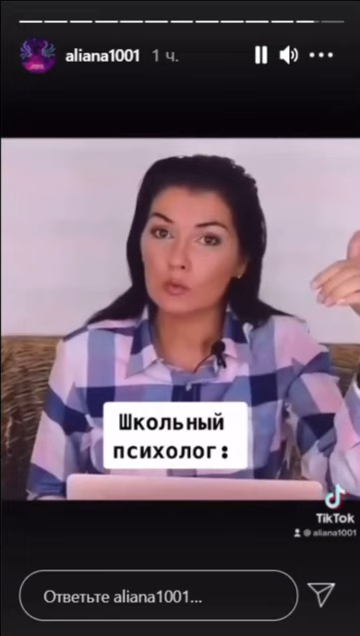 aliana1001 1 ч.
Школьный
психолог:
TikTok
@ aliana1001
Ответьте aliana1001...